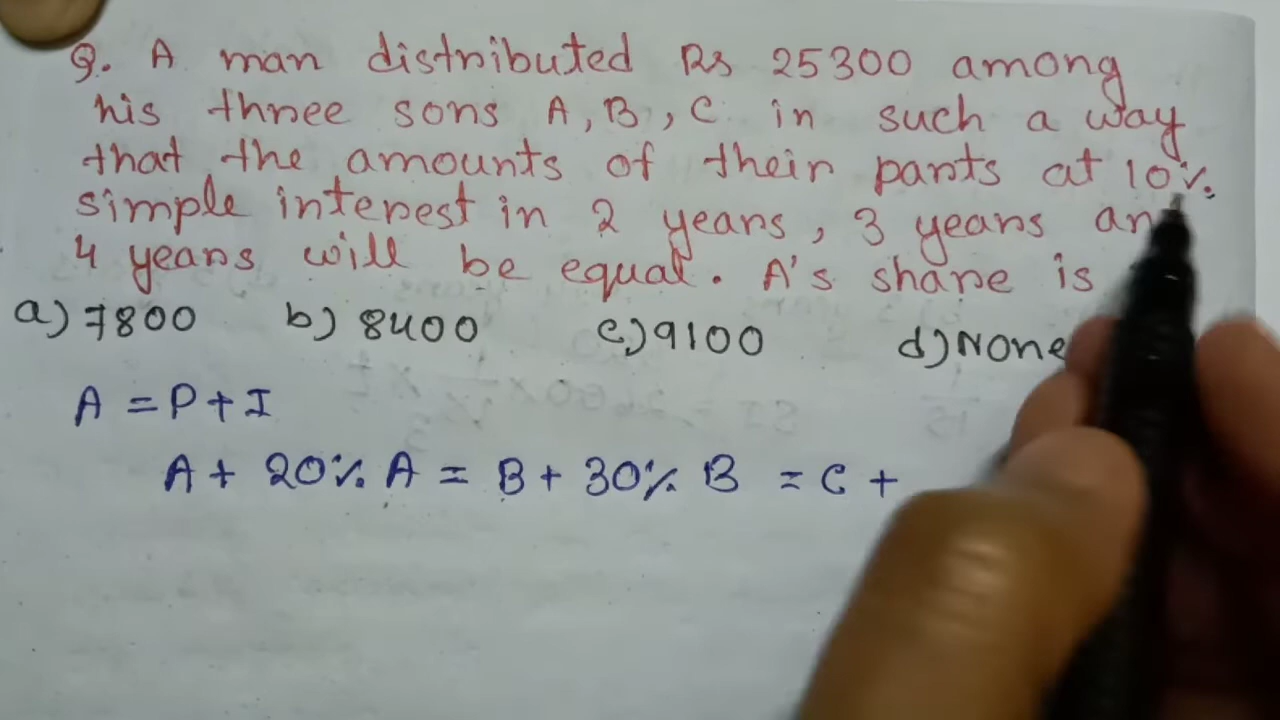 Q. A man distributed Rs 25300 among
his three sons A, B, C in such a way
that the amounts of their parts at 10%
simple interest in 2 years, 3 years
4 years will be equal. A's share is
a) 7800 b) 8400 c) 9100 d) None
A = P + I
A + 20% A = B + 30% B = C +